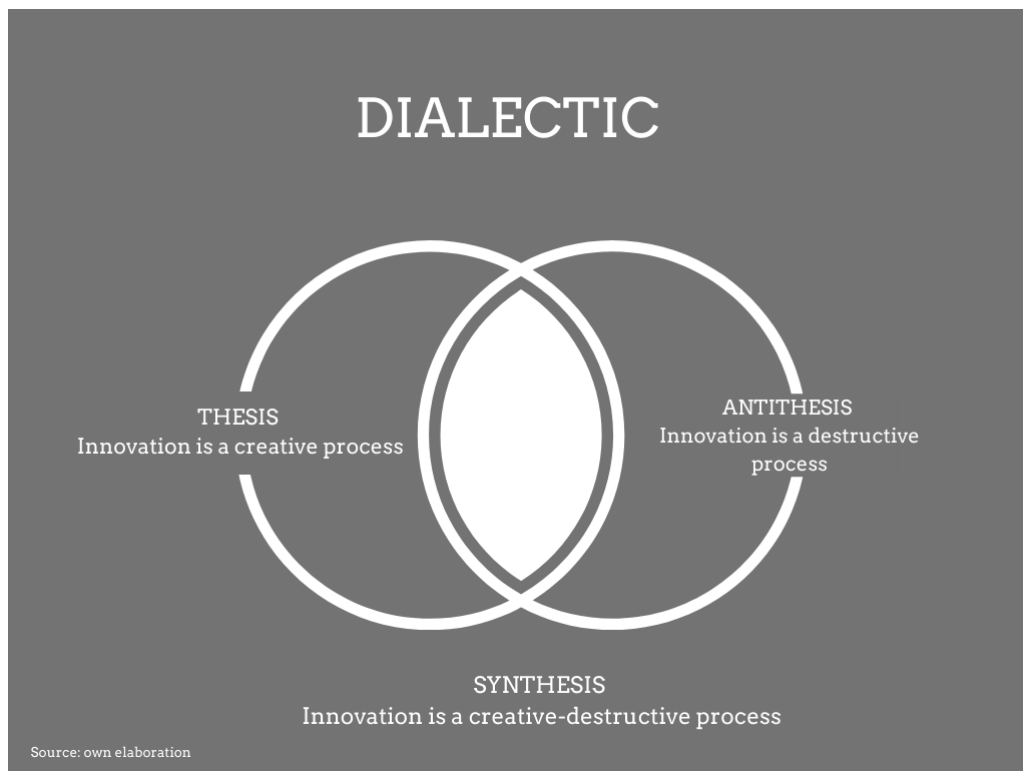 DIALECTIC
THESIS
Innovation is a creative process
ANTITHESIS
Innovation is a destructive
process
SYNTHESIS
Innovation is a creative-destructive process
Source: own elaboration